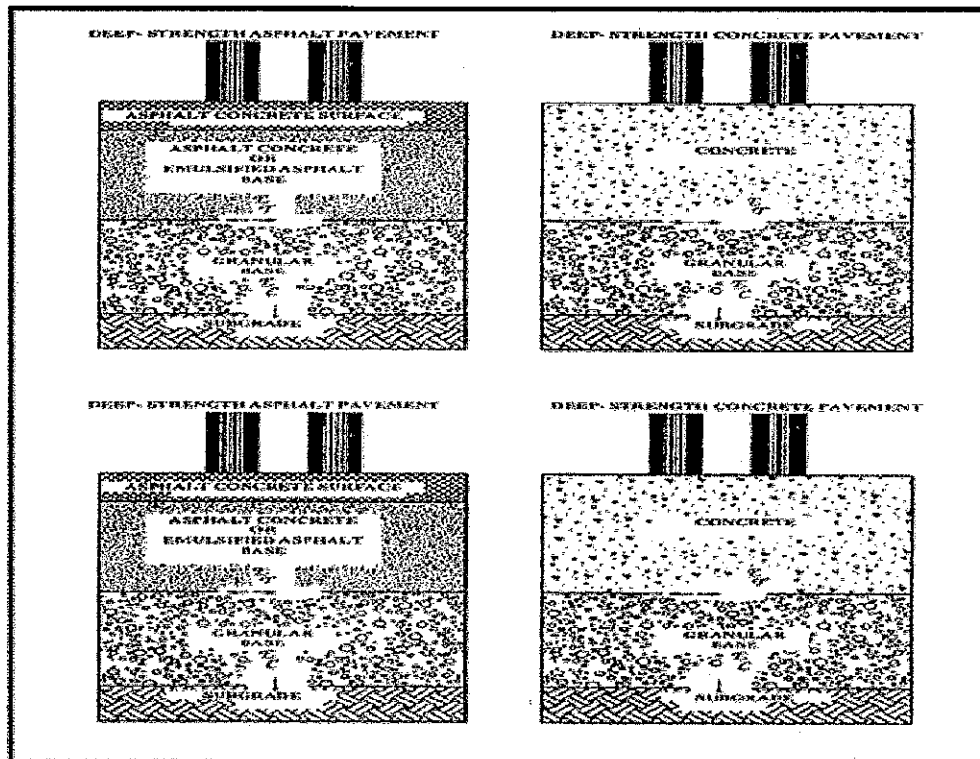 DEEP- STRENGTH ASPHALT PAVEMENT
ASPHALT CONCRETE SURFACE
ASPHALT CONCRETE
OR
EMULSIFIED ASPHALT
BASE
GRANULAR
BASE
SUBGRADE
DEEP- STRENGTH CONCRETE PAVEMENT
CONCRETE
GRANULAR
BASE
SUBGRADE
DEEP- STRENGTH ASPHALT PAVEMENT
ASPHALT CONCRETE SURFACE
ASPHALT CONCRETE
OR
EMULSIFIED ASPHALT
BASE
GRANULAR
BASE
SUBGRADE
DEEP- STRENGTH CONCRETE PAVEMENT
CONCRETE
GRANULAR
BASE
SUBGRADE